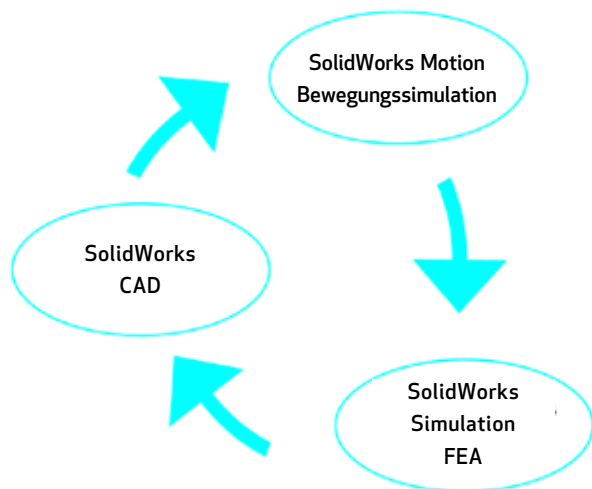 SolidWorks Motion
Bewegungssimulation
SolidWorks
CAD
SolidWorks
Simulation
FEA